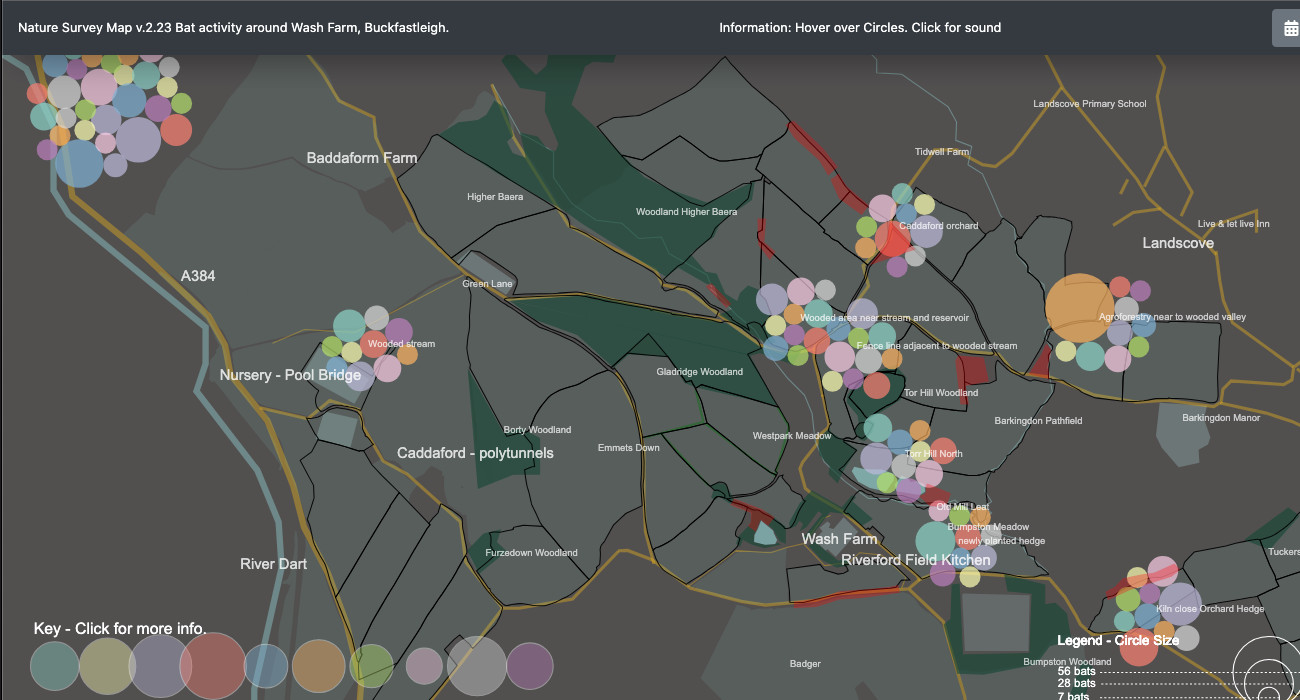 Nature Survey Map v.2.23 Bat activity around Wash Farm, Buckfastleigh.
Information: Hover over Circles. Click for sound
Landscove Primary School
Tidwell Farm
Baddaform Farm
Higher Baera
Woodland Higher Baera
Caddaford orchard
Live & let live Inn
Landscove
A384
Green Lane
Wooded area near stream and reservoir
Agroforestry near to wooded valley
Wooded stream
Fence line adjacent to wooded stream
Nursery - Pool Bridge
Gladridge Woodland
Tor Hill Woodland
Barkingdon Pathfield
Barkingdon Manor
Borty Woodland
Westpark Meadow
Emmets Down
Caddaford - polytunnels
Torr Hill North
Old Mill Leat
Bumpston Meadow
Wash Farm
newly planted hedge
Furzedown Woodland
Riverford Field Kitchen
Tuckers
River Dart
Kiln close Orchard Hedge
Key - Click for more info.
Legend - Circle Size
Badger
Bumpston Woodland
56 bats
28 bats
7 bats